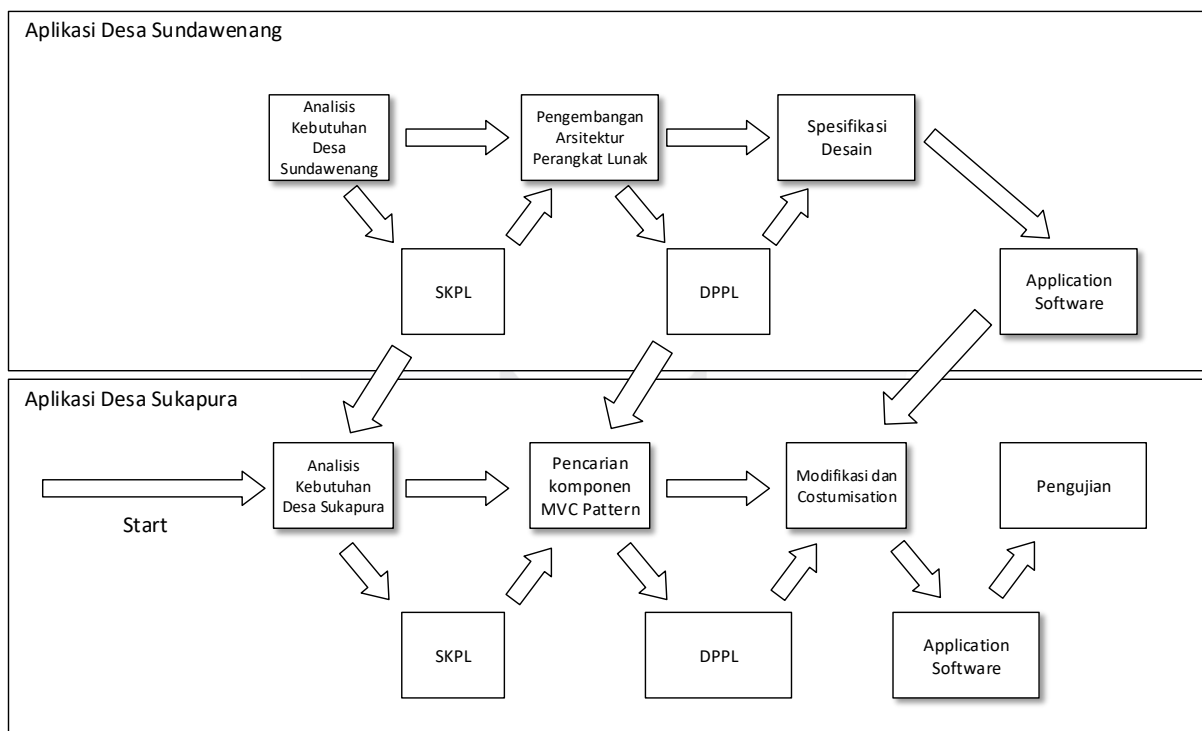 Aplikasi Desa Sundawenang
Analisis
Kebutuhan
Desa
Sundawenang
Pengembangan
Arsitektur
Perangkat Lunak
Spesifikasi
Desain
SKPL
DPPL
Application
Software
Aplikasi Desa Sukapura
Start
Analisis
Kebutuhan
Desa Sukapura
Pencarian
komponen
MVC Pattern
Modifikasi dan
Costumisation
Pengujian
SKPL
DPPL
Application
Software